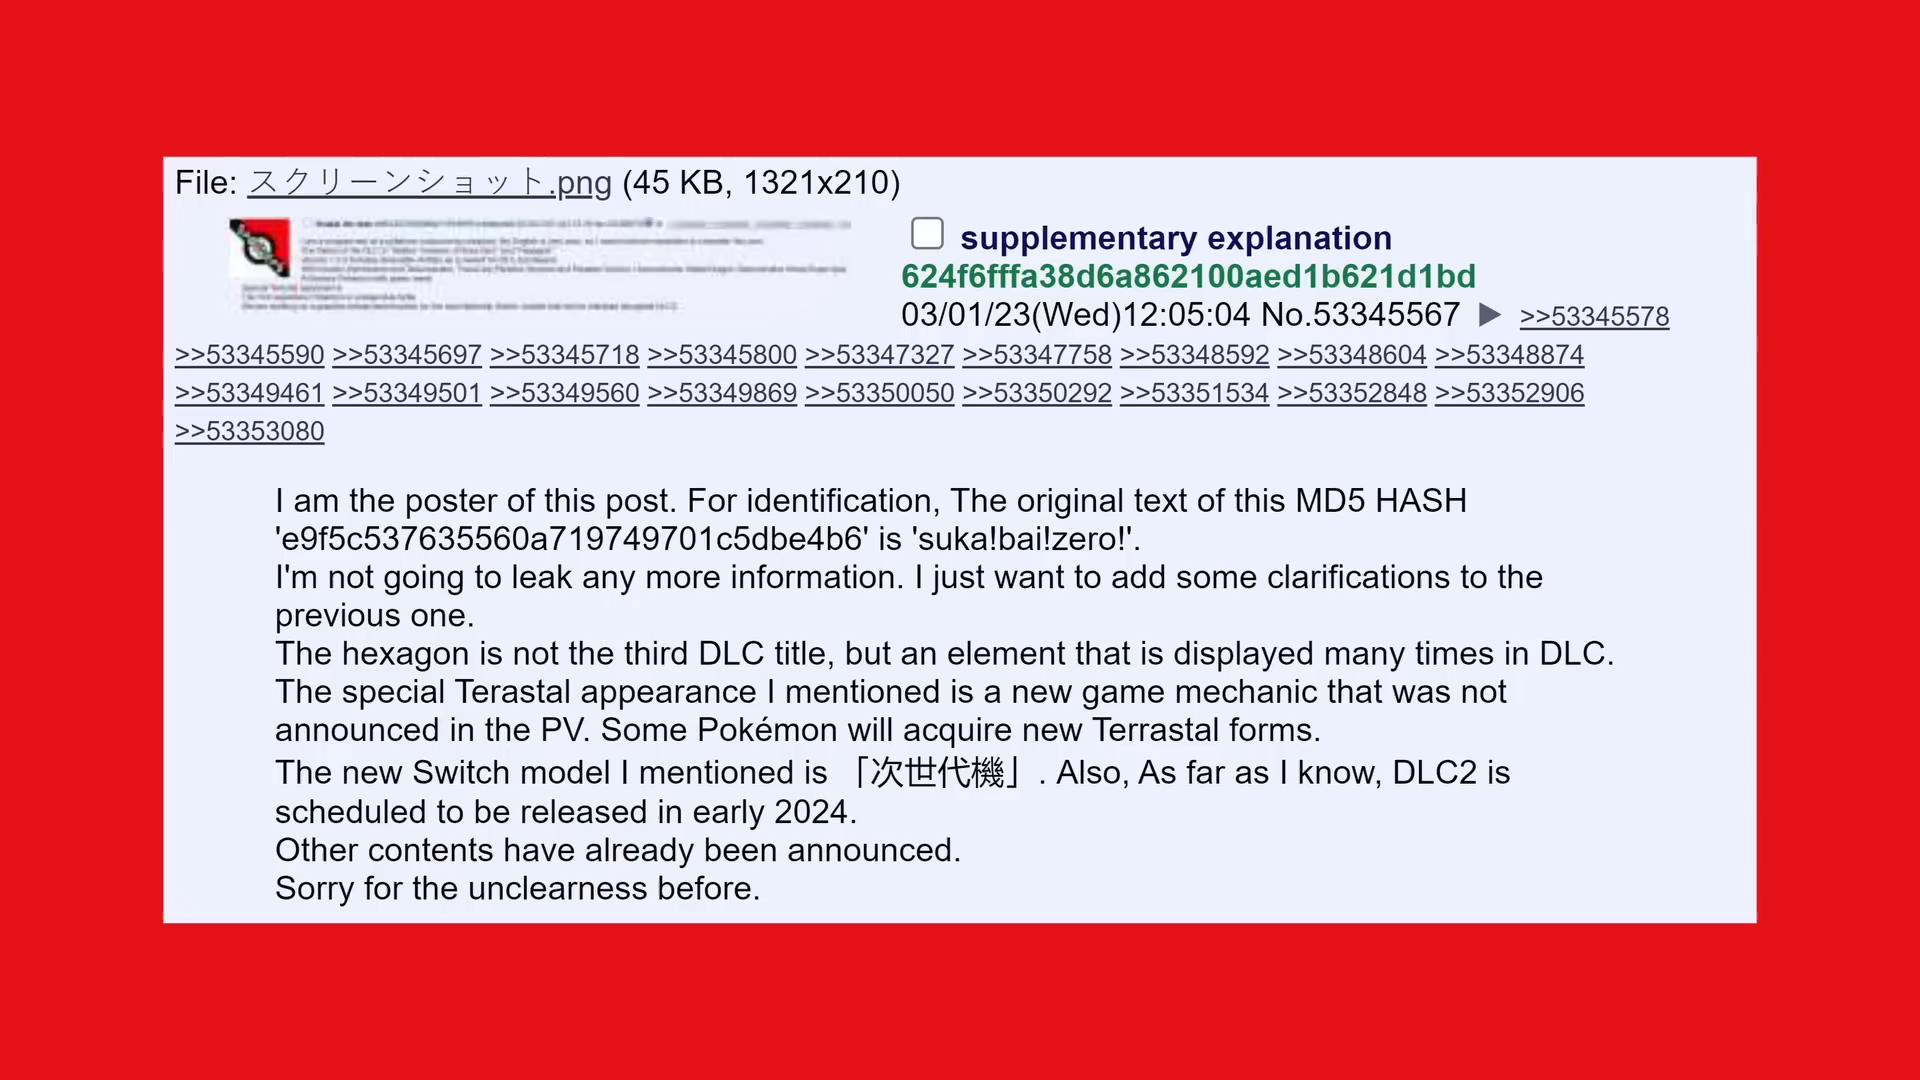 File: スクリーンショット.png (45 KB, 1321x210)
supplementary explanation
624f6fffa38d6a862100aed1b621d1bd
03/01/23(Wed)12:05:04 No.53345567 ▶ >>53345578
>>53345590 >>53345697 >>53345718 >>53345800 >>53347327 >>53347758 >>53348592 >>53348604 >>53348874
>>53349461 >>53349501 >>53349560 >>53349869 >>53350050 >>53350292 >>53351534 >>53352848 >>53352906
>>53353080
I am the poster of this post. For identification, The original text of this MD5 HASH
'e9f5c537635560a719749701c5dbe4b6' is 'suka!bai!zero!'.
I'm not going to leak any more information. I just want to add some clarifications to the
previous one.
The hexagon is not the third DLC title, but an element that is displayed many times in DLC.
The special Terastal appearance I mentioned is a new game mechanic that was not
announced in the PV. Some Pokémon will acquire new Terrastal forms.
The new Switch model I mentioned is 「次世代機」. Also, As far as I know, DLC2 is
scheduled to be released in early 2024.
Other contents have already been announced.
Sorry for the unclearness before.